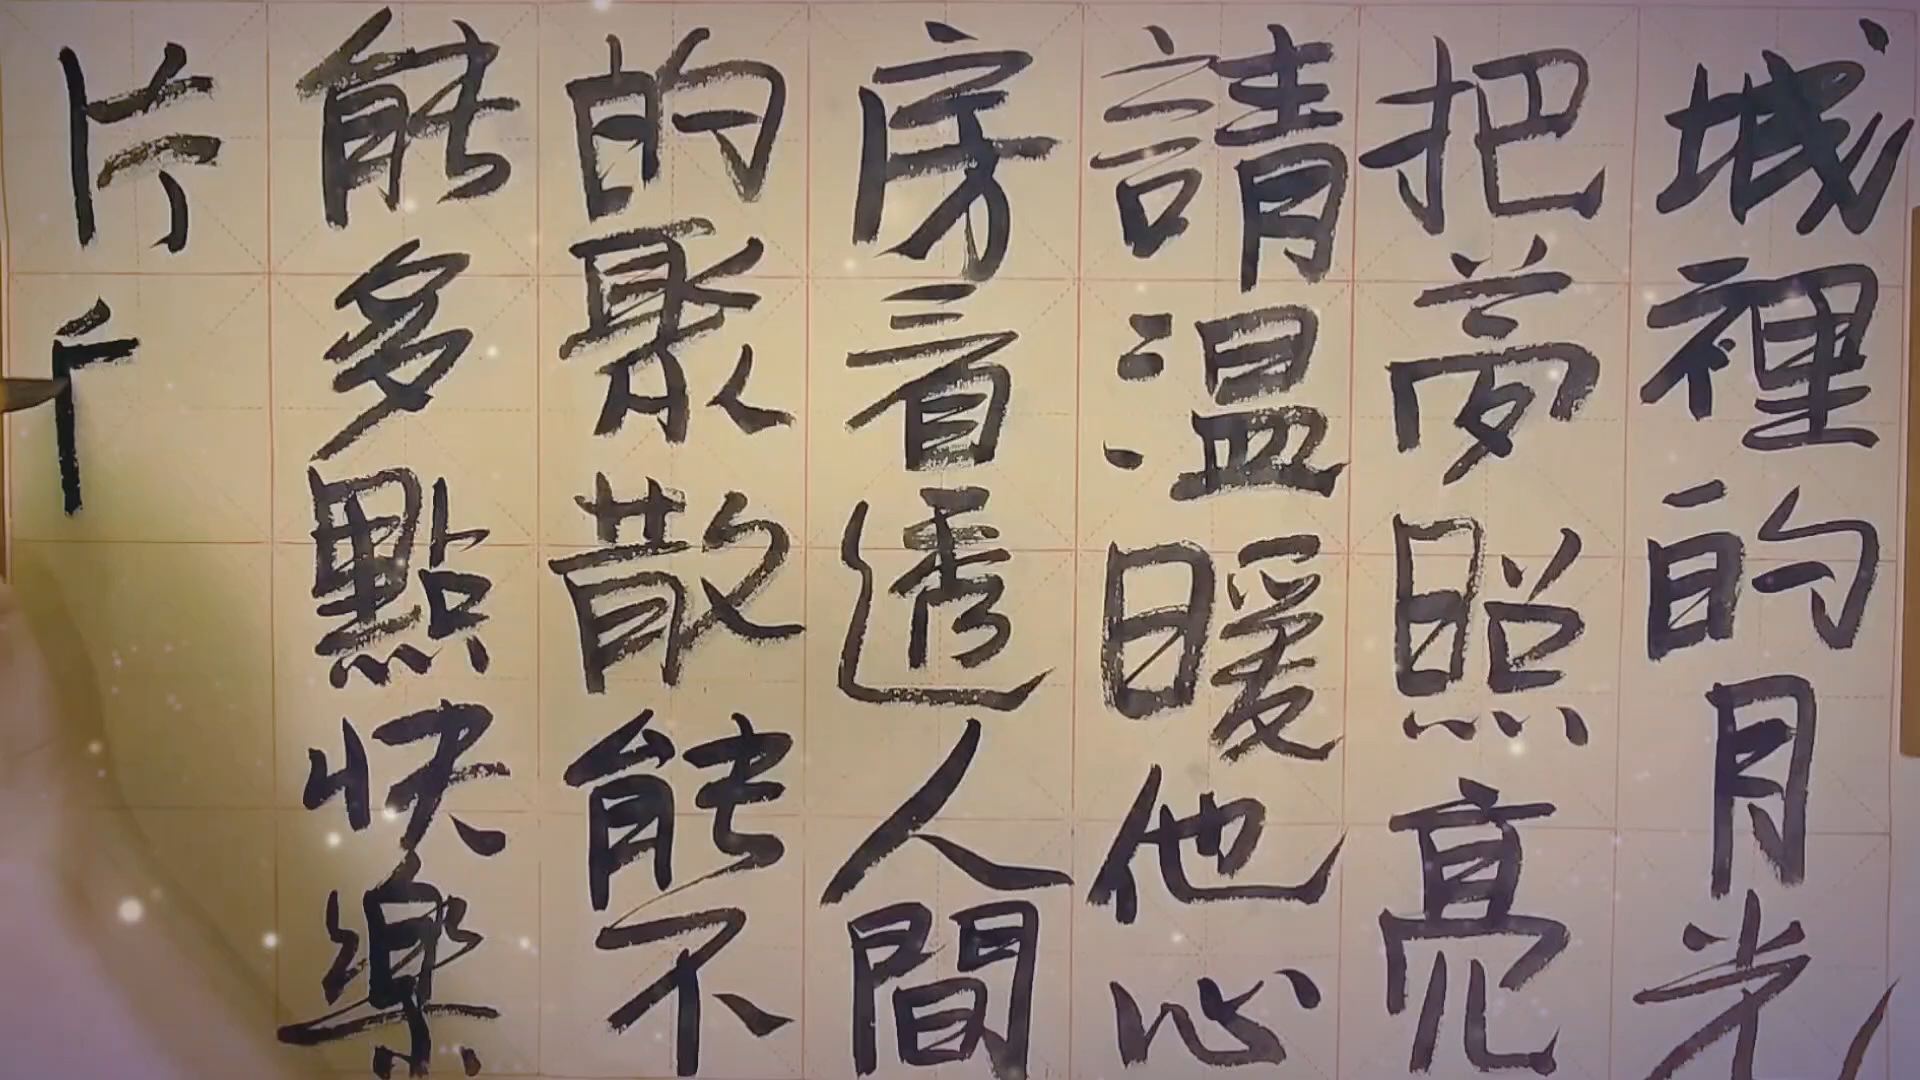 城裡的月光
把夢照亮
請温暖他心
房看透人間
的聚散能不
能多點快樂
片